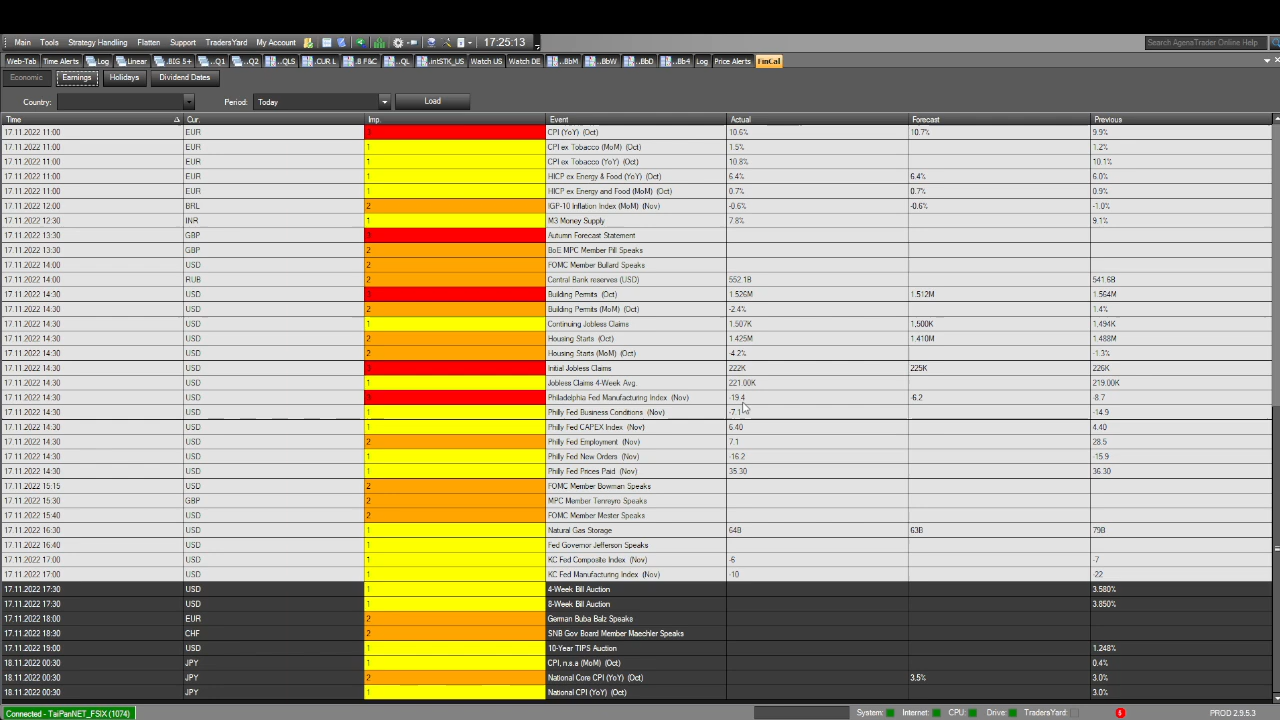 Main Tools Strategy Handling Flatten Support TradersYard My Account 17:25:13 Search AgenaTrader Online Help
Web-Tab Time Alerts Log Linear .BIG 5+ ..Q1 ..Q2 ..QLS .CUR L .B F&C ..QL .intSTK_US Watch US Watch DE ..BbM ..BbW ..BbD ..Bb4 Log Price Alerts FinCal
Economic Earnings Holidays Dividend Dates
Country: Period: Today Load
Time Cur. Imp. Event Actual Forecast Previous
17.11.2022 11:00 EUR 3 CPI (YoY) (Oct) 10.6% 10.7% 9.9%
17.11.2022 11:00 EUR 1 CPI ex Tobacco (MoM) (Oct) 1.5% 1.2%
17.11.2022 11:00 EUR 1 CPI ex Tobacco (YoY) (Oct) 10.8% 10.1%
17.11.2022 11:00 EUR 1 HICP ex Energy & Food (YoY) (Oct) 6.4% 6.4% 6.0%
17.11.2022 11:00 EUR 1 HICP ex Energy and Food (MoM) (Oct) 0.7% 0.7% 0.9%
17.11.2022 12:00 BRL 2 IGP-10 Inflation Index (MoM) (Nov) -0.6% -0.6% -1.0%
17.11.2022 12:30 INR 1 M3 Money Supply 7.8% 9.1%
17.11.2022 13:30 GBP 3 Autumn Forecast Statement
17.11.2022 13:30 GBP 2 BoE MPC Member Pill Speaks
17.11.2022 14:00 USD 2 FOMC Member Bullard Speaks
17.11.2022 14:00 RUB 2 Central Bank reserves (USD) 552.1B 541.6B
17.11.2022 14:30 USD 3 Building Permits (Oct) 1.526M 1.512M 1.564M
17.11.2022 14:30 USD 2 Building Permits (MoM) (Oct) -2.4% 1.4%
17.11.2022 14:30 USD 1 Continuing Jobless Claims 1.507K 1.500K 1.494K
17.11.2022 14:30 USD 2 Housing Starts (Oct) 1.425M 1.410M 1.488M
17.11.2022 14:30 USD 2 Housing Starts (MoM) (Oct) -4.2% -1.3%
17.11.2022 14:30 USD 3 Initial Jobless Claims 222K 225K 226K
17.11.2022 14:30 USD 1 Jobless Claims 4-Week Avg. 221.00K 219.00K
17.11.2022 14:30 USD 3 Philadelphia Fed Manufacturing Index (Nov) -19.4 -6.2 -8.7
17.11.2022 14:30 USD 1 Philly Fed Business Conditions (Nov) -7.1 -14.9
17.11.2022 14:30 USD 1 Philly Fed CAPEX Index (Nov) 6.40 4.40
17.11.2022 14:30 USD 2 Philly Fed Employment (Nov) 7.1 28.5
17.11.2022 14:30 USD 1 Philly Fed New Orders (Nov) -16.2 -15.9
17.11.2022 14:30 USD 1 Philly Fed Prices Paid (Nov) 35.30 36.30
17.11.2022 15:15 USD 2 FOMC Member Bowman Speaks
17.11.2022 15:30 GBP 2 MPC Member Tenreyro Speaks
17.11.2022 15:40 USD 2 FOMC Member Mester Speaks
17.11.2022 16:30 USD 1 Natural Gas Storage 64B 63B 79B
17.11.2022 16:40 USD 1 Fed Governor Jefferson Speaks
17.11.2022 17:00 USD 1 KC Fed Composite Index (Nov) -6 -7
17.11.2022 17:00 USD 1 KC Fed Manufacturing Index (Nov) -10 -22
17.11.2022 17:30 USD 1 4-Week Bill Auction 3.580%
17.11.2022 17:30 USD 1 8-Week Bill Auction 3.850%
17.11.2022 18:00 EUR 2 German Buba Balz Speaks
17.11.2022 18:30 CHF 2 SNB Gov Board Member Maechler Speaks
17.11.2022 19:00 USD 1 10-Year TIPS Auction 1.248%
18.11.2022 00:30 JPY 1 CPI, n.s.a (MoM) (Oct) 0.4%
18.11.2022 00:30 JPY 2 National Core CPI (YoY) (Oct) 3.5% 3.0%
18.11.2022 00:30 JPY 1 National CPI (YoY) (Oct) 3.0%
Connected - TaiPanNET_FSIX (1074) System: Internet: CPU: Drive: TradersYard: 6 PROD 2.9.5.3